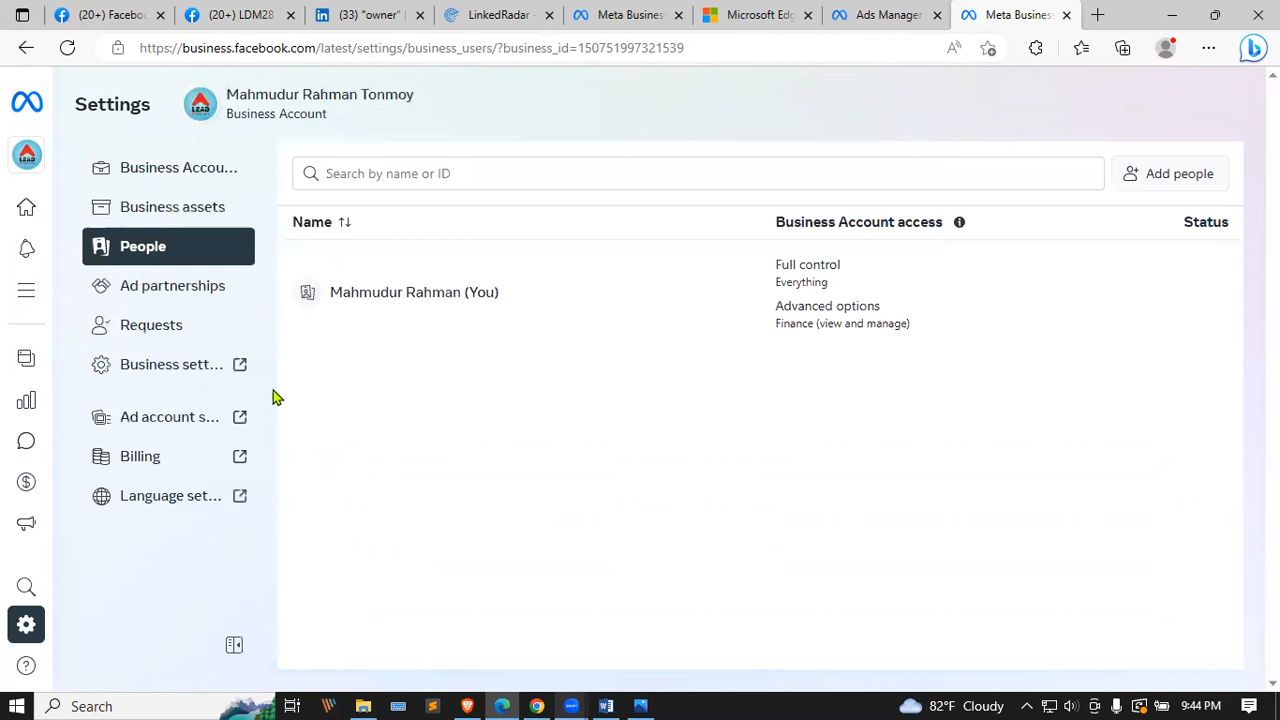 (20+) Faceb
(20+) LDM28
(33) "owner"
LinkedRadar -
Meta Busines
Microsoft Edg
Ads Manager
Meta Busines
https://business.facebook.com/latest/settings/business_users/?business_id=150751997321539
Settings
Mahmudur Rahman Tonmoy
Business Account
LEAD
Business Accou...
Business assets
People
Ad partnerships
Requests
Business sett...
Ad account s...
Billing
Language set...
Search by name or ID
Add people
Name
Business Account access
Status
Mahmudur Rahman (You)
Full control
Everything
Advanced options
Finance (view and manage)
Search
82°F Cloudy
9:44 PM